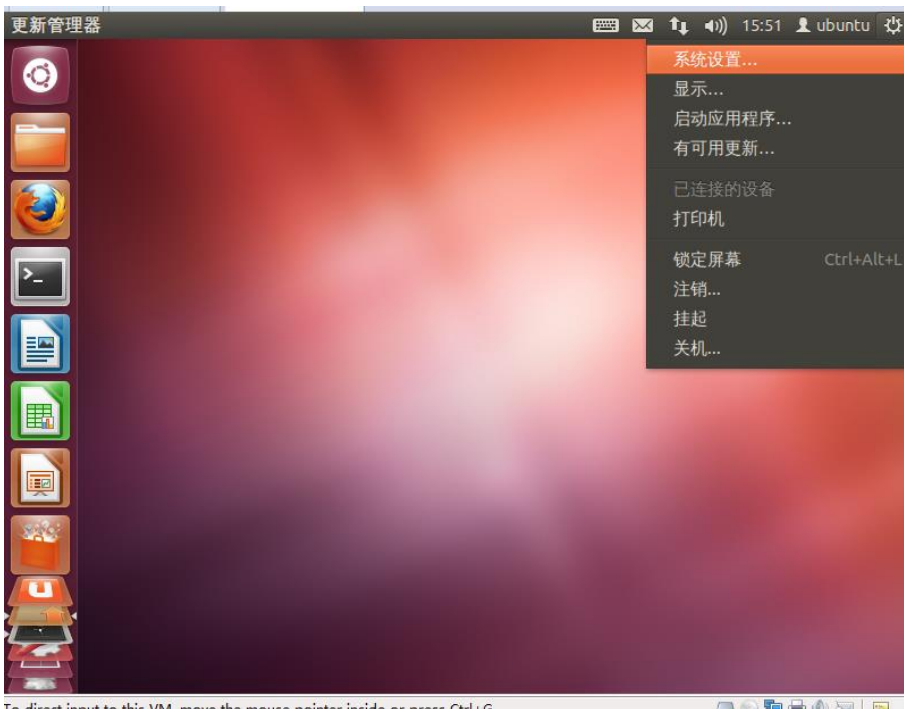 更新管理器
15:51 ubuntu
系统设置...
显示...
启动应用程序...
有可用更新...
已连接的设备
打印机
锁定屏幕 Ctrl+Alt+L
注销...
挂起
关机...
To direct input to this VM, move the mouse pointer inside or press Ctrl+G